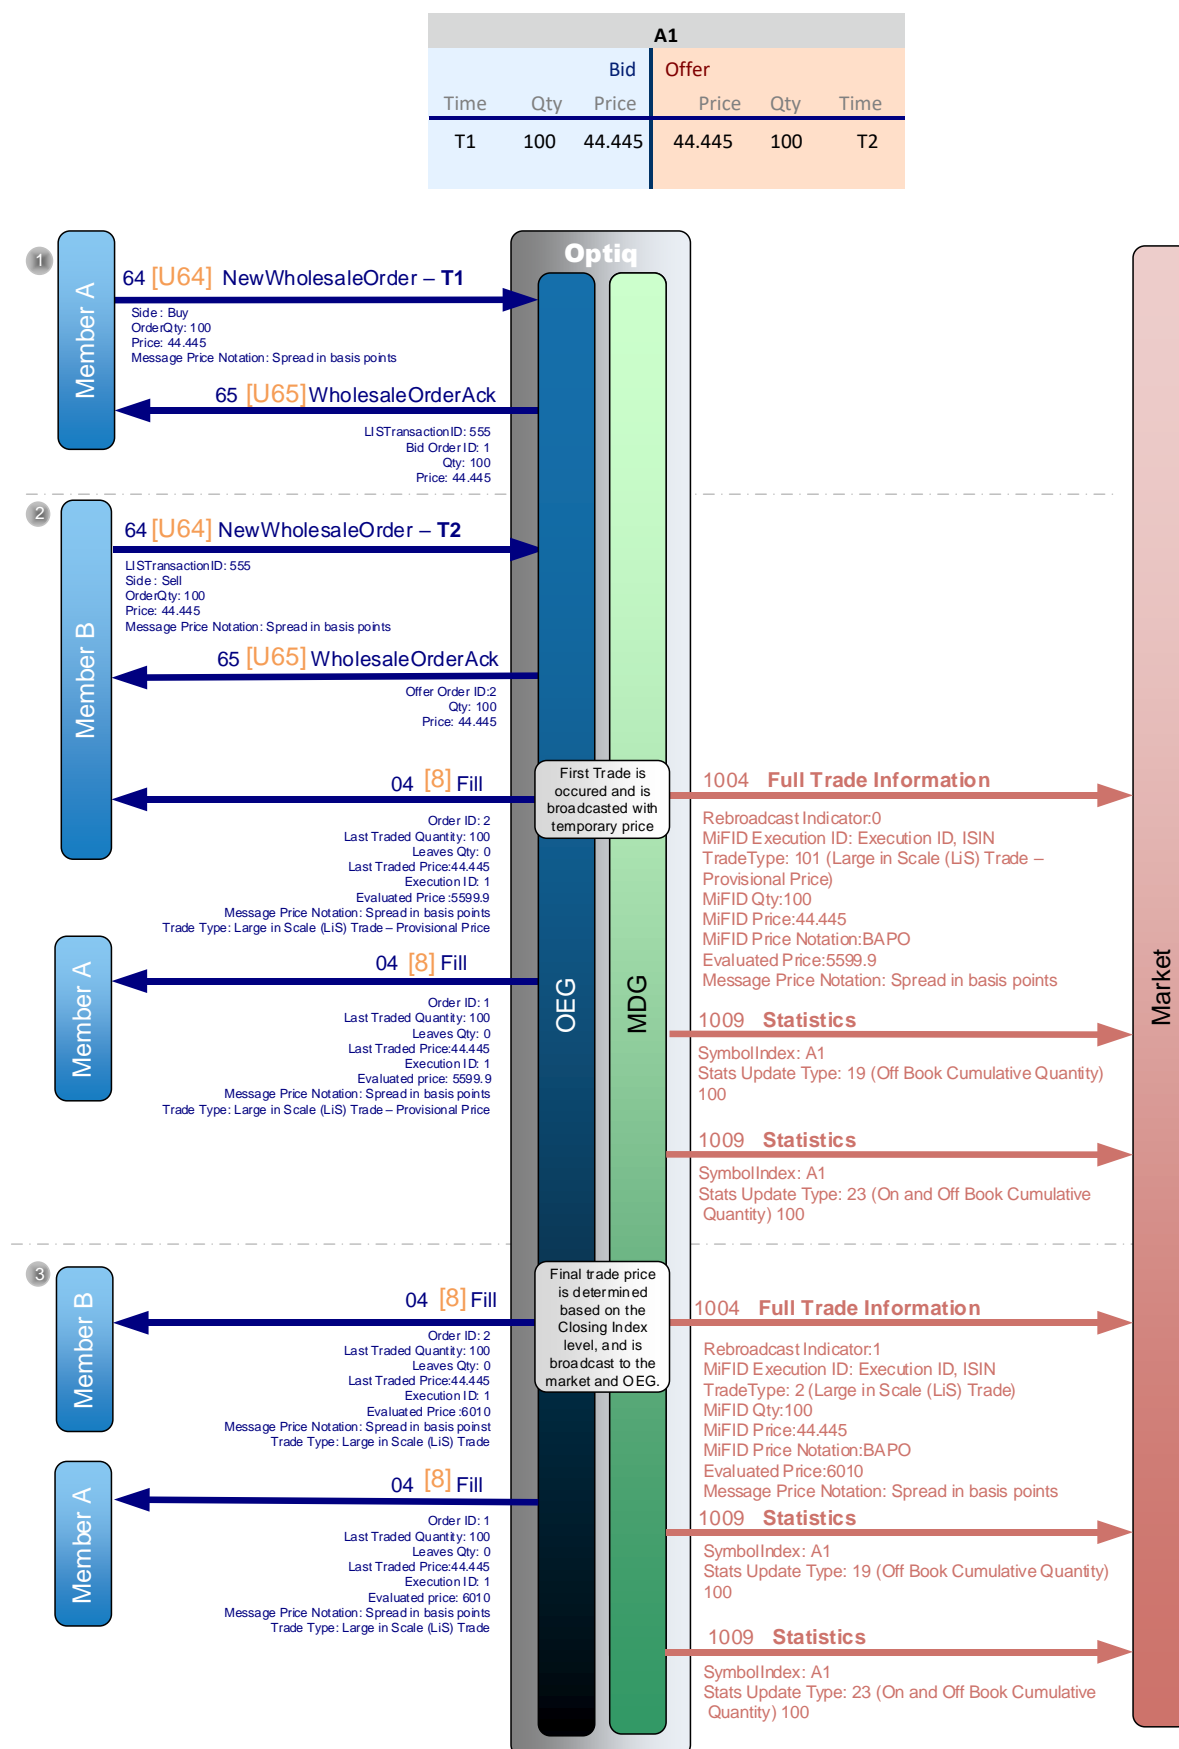 A1
Bid Offer
Time Qty Price Price Qty Time
T1 100 44.445 44.445 100 T2
Optiq
1
Member A
64 [U64] NewWholesaleOrder – T1
Side : Buy
OrderQty: 100
Price: 44.445
Message Price Notation: Spread in basis points
65 [U65] WholesaleOrderAck
LISTransactionID: 555
Bid Order ID: 1
Qty: 100
Price: 44.445
2
Member B
64 [U64] NewWholesaleOrder – T2
LISTransactionID: 555
Side : Sell
OrderQty: 100
Price: 44.445
Message Price Notation: Spread in basis points
65 [U65] WholesaleOrderAck
Offer Order ID:2
Qty: 100
Price: 44.445
04 [8] Fill
Order ID: 2
Last Traded Quantity: 100
Leaves Qty: 0
Last Traded Price:44.445
Execution ID: 1
Evaluated Price :5599.9
Message Price Notation: Spread in basis points
Trade Type: Large in Scale (LiS) Trade – Provisional Price
First Trade is
occured and is
broadcasted with
temporary price
1004 Full Trade Information
Rebroadcast Indicator:0
MiFID Execution ID: Execution ID, ISIN
TradeType: 101 (Large in Scale (LiS) Trade –
Provisional Price)
MiFID Qty:100
MiFID Price:44.445
MiFID Price Notation:BAPO
Evaluated Price:5599.9
Message Price Notation: Spread in basis points
Member A
04 [8] Fill
Order ID: 1
Last Traded Quantity: 100
Leaves Qty: 0
Last Traded Price:44.445
Execution ID: 1
Evaluated price: 5599.9
Message Price Notation: Spread in basis points
Trade Type: Large in Scale (LiS) Trade – Provisional Price
OEG
MDG
Market
1009 Statistics
SymbolIndex: A1
Stats Update Type: 19 (Off Book Cumulative Quantity)
100
1009 Statistics
SymbolIndex: A1
Stats Update Type: 23 (On and Off Book Cumulative
Quantity) 100
3
Member B
04 [8] Fill
Order ID: 2
Last Traded Quantity: 100
Leaves Qty: 0
Last Traded Price:44.445
Execution ID: 1
Evaluated Price :6010
Message Price Notation: Spread in basis poinst
Trade Type: Large in Scale (LiS) Trade
Final trade price
is determined
based on the
Closing Index
level, and is
broadcast to the
market and OEG.
1004 Full Trade Information
Rebroadcast Indicator:1
MiFID Execution ID: Execution ID, ISIN
TradeType: 2 (Large in Scale (LiS) Trade)
MiFID Qty:100
MiFID Price:44.445
MiFID Price Notation:BAPO
Evaluated Price:6010
Message Price Notation: Spread in basis points
Member A
04 [8] Fill
Order ID: 1
Last Traded Quantity: 100
Leaves Qty: 0
Last Traded Price:44.445
Execution ID: 1
Evaluated price: 6010
Message Price Notation: Spread in basis points
Trade Type: Large in Scale (LiS) Trade
1009 Statistics
SymbolIndex: A1
Stats Update Type: 19 (Off Book Cumulative Quantity)
100
1009 Statistics
SymbolIndex: A1
Stats Update Type: 23 (On and Off Book Cumulative
Quantity) 100